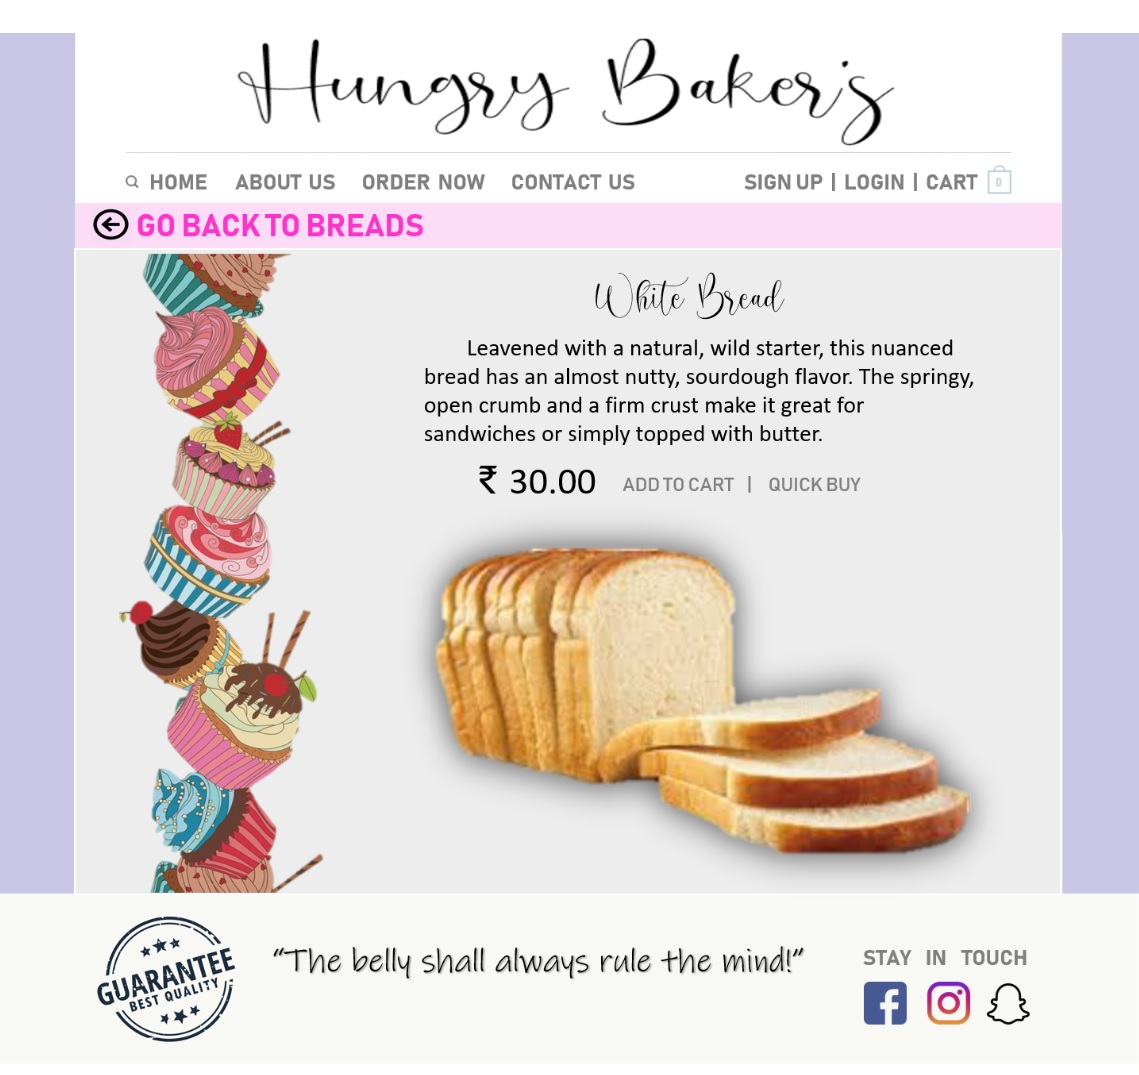 Hungry Baker's
HOME ABOUT US ORDER NOW CONTACT US SIGN UP | LOGIN | CART 0
GO BACK TO BREADS
White Bread
Leavened with a natural, wild starter, this nuanced
bread has an almost nutty, sourdough flavor. The springy,
open crumb and a firm crust make it great for
sandwiches or simply topped with butter.
₹ 30.00 ADD TO CART | QUICK BUY
GUARANTEE
BEST QUALITY
“The belly shall always rule the mind!”
STAY IN TOUCH